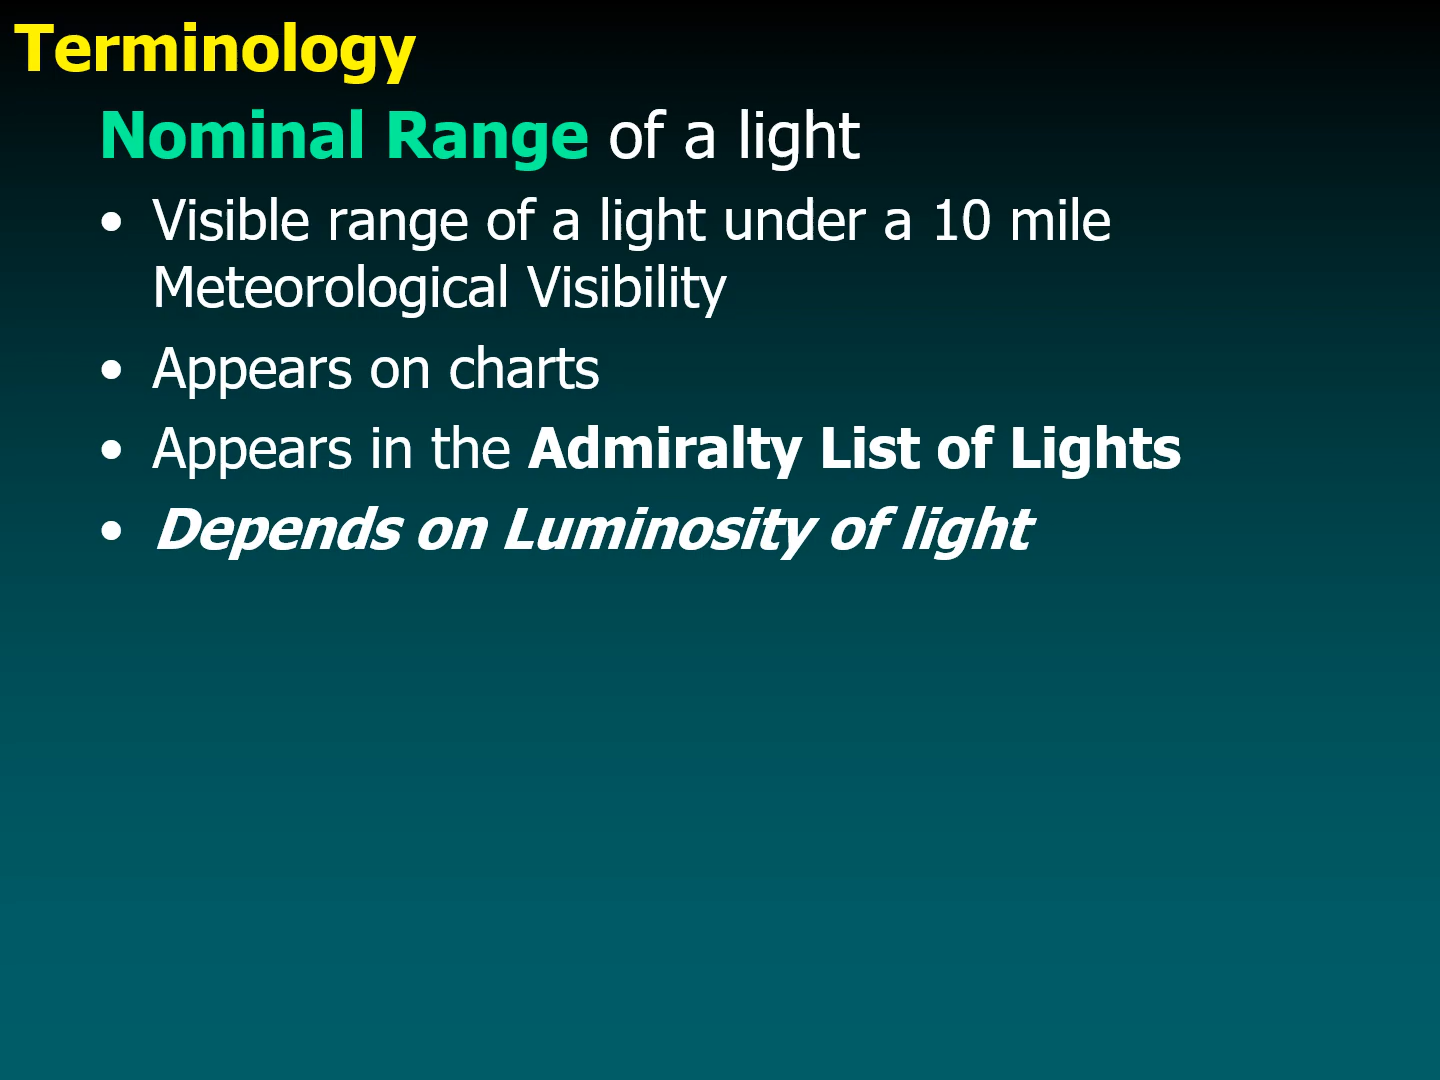 Terminology
Nominal Range of a light
• Visible range of a light under a 10 mile
Meteorological Visibility
• Appears on charts
• Appears in the Admiralty List of Lights
• Depends on Luminosity of light